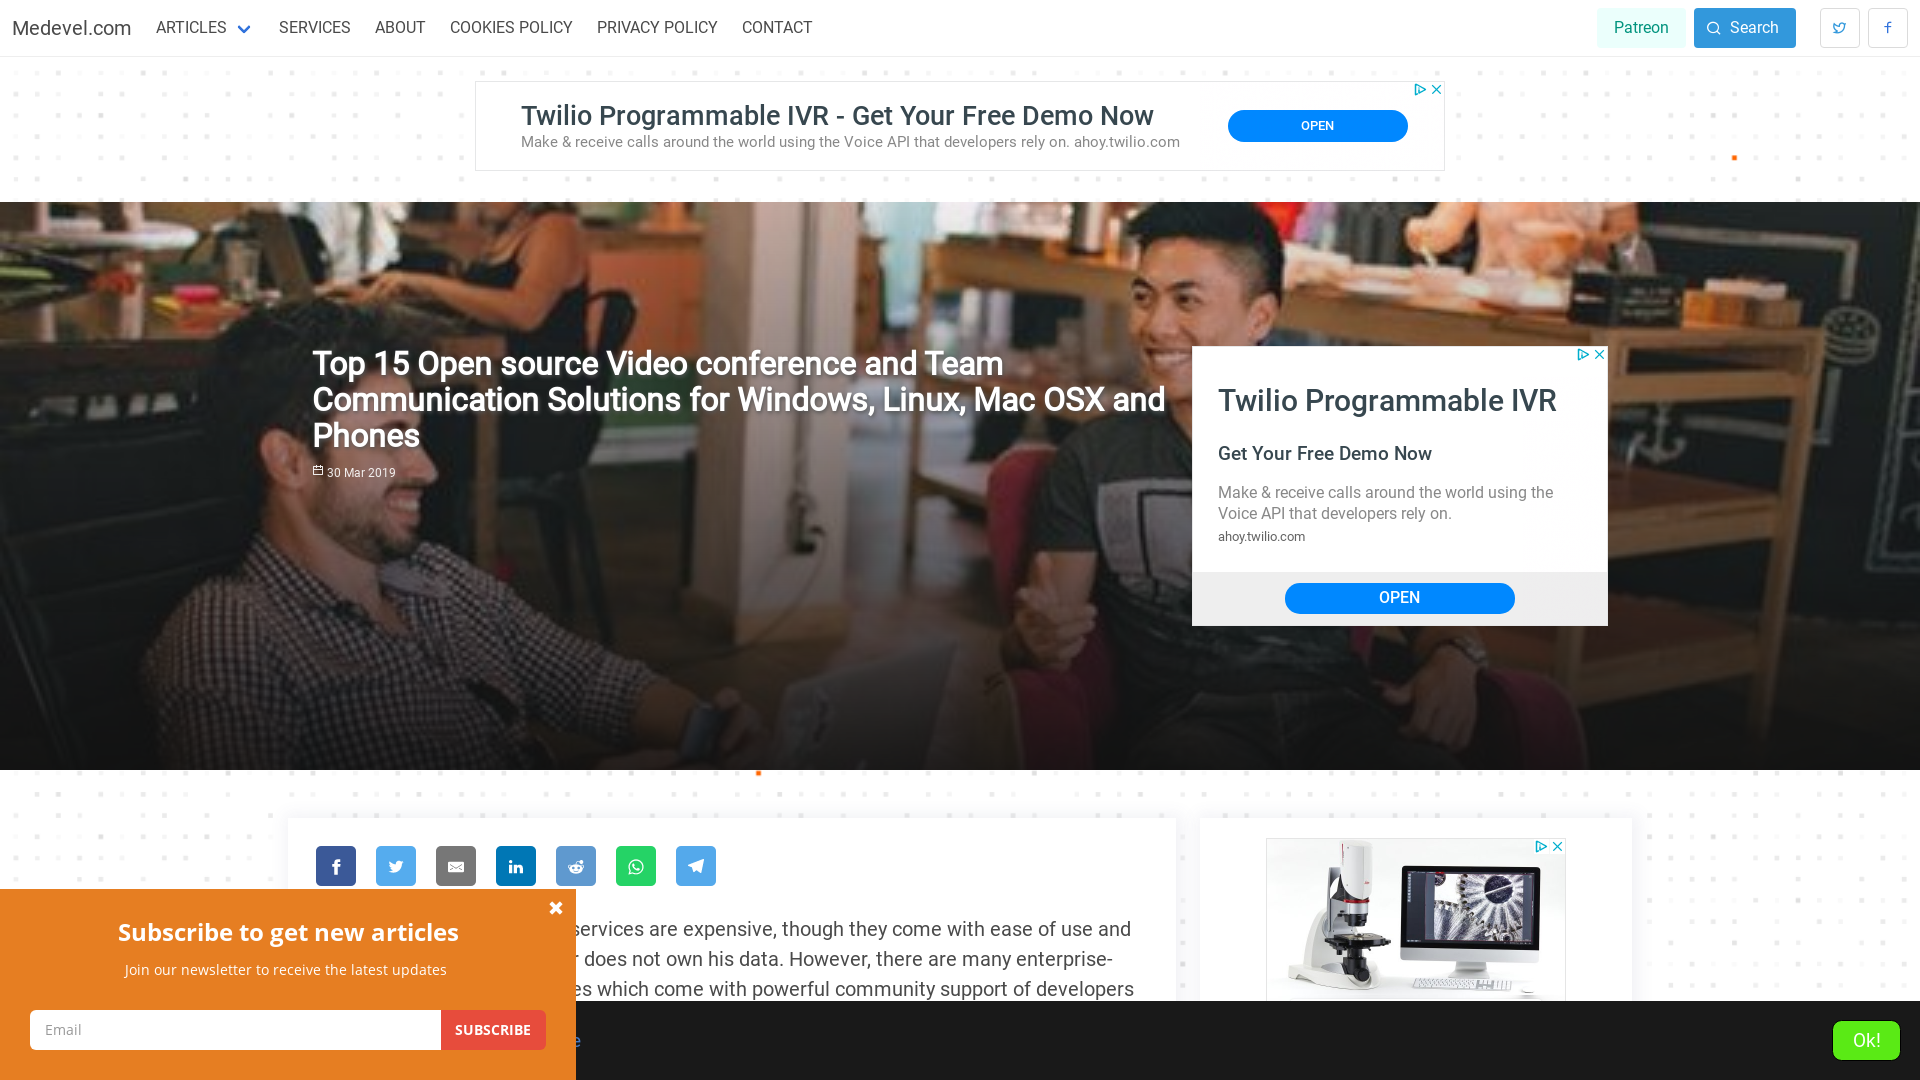 Medevel.com
ARTICLES
SERVICES
ABOUT
COOKIES POLICY
PRIVACY POLICY
CONTACT
Patreon
Search
Twilio Programmable IVR - Get Your Free Demo Now
Make & receive calls around the world using the Voice API that developers rely on. ahoy.twilio.com
OPEN
Top 15 Open source Video conference and Team
Communication Solutions for Windows, Linux, Mac OSX and
Phones
30 Mar 2019
Twilio Programmable IVR
Get Your Free Demo Now
Make & receive calls around the world using the
Voice API that developers rely on.
ahoy.twilio.com
OPEN
services are expensive, though they come with ease of use and
does not own his data. However, there are many enterprise-
which come with powerful community support of developers
Subscribe to get new articles
Join our newsletter to receive the latest updates
Email
SUBSCRIBE
Ok!